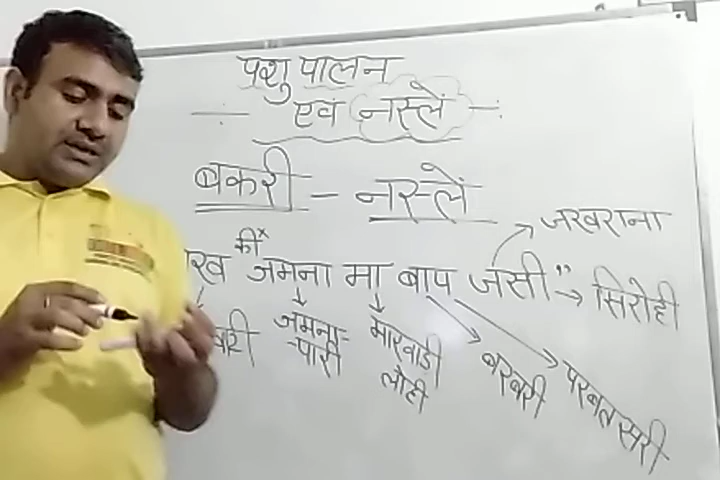 पशु पालन
एवं नस्लें
बकरी - नस्लें
की
जमना मा बाप जसी"
जखराना
सिरोही
जमना-
-पारी
मारवाडी
लोही
बरबरी
परबतसरी